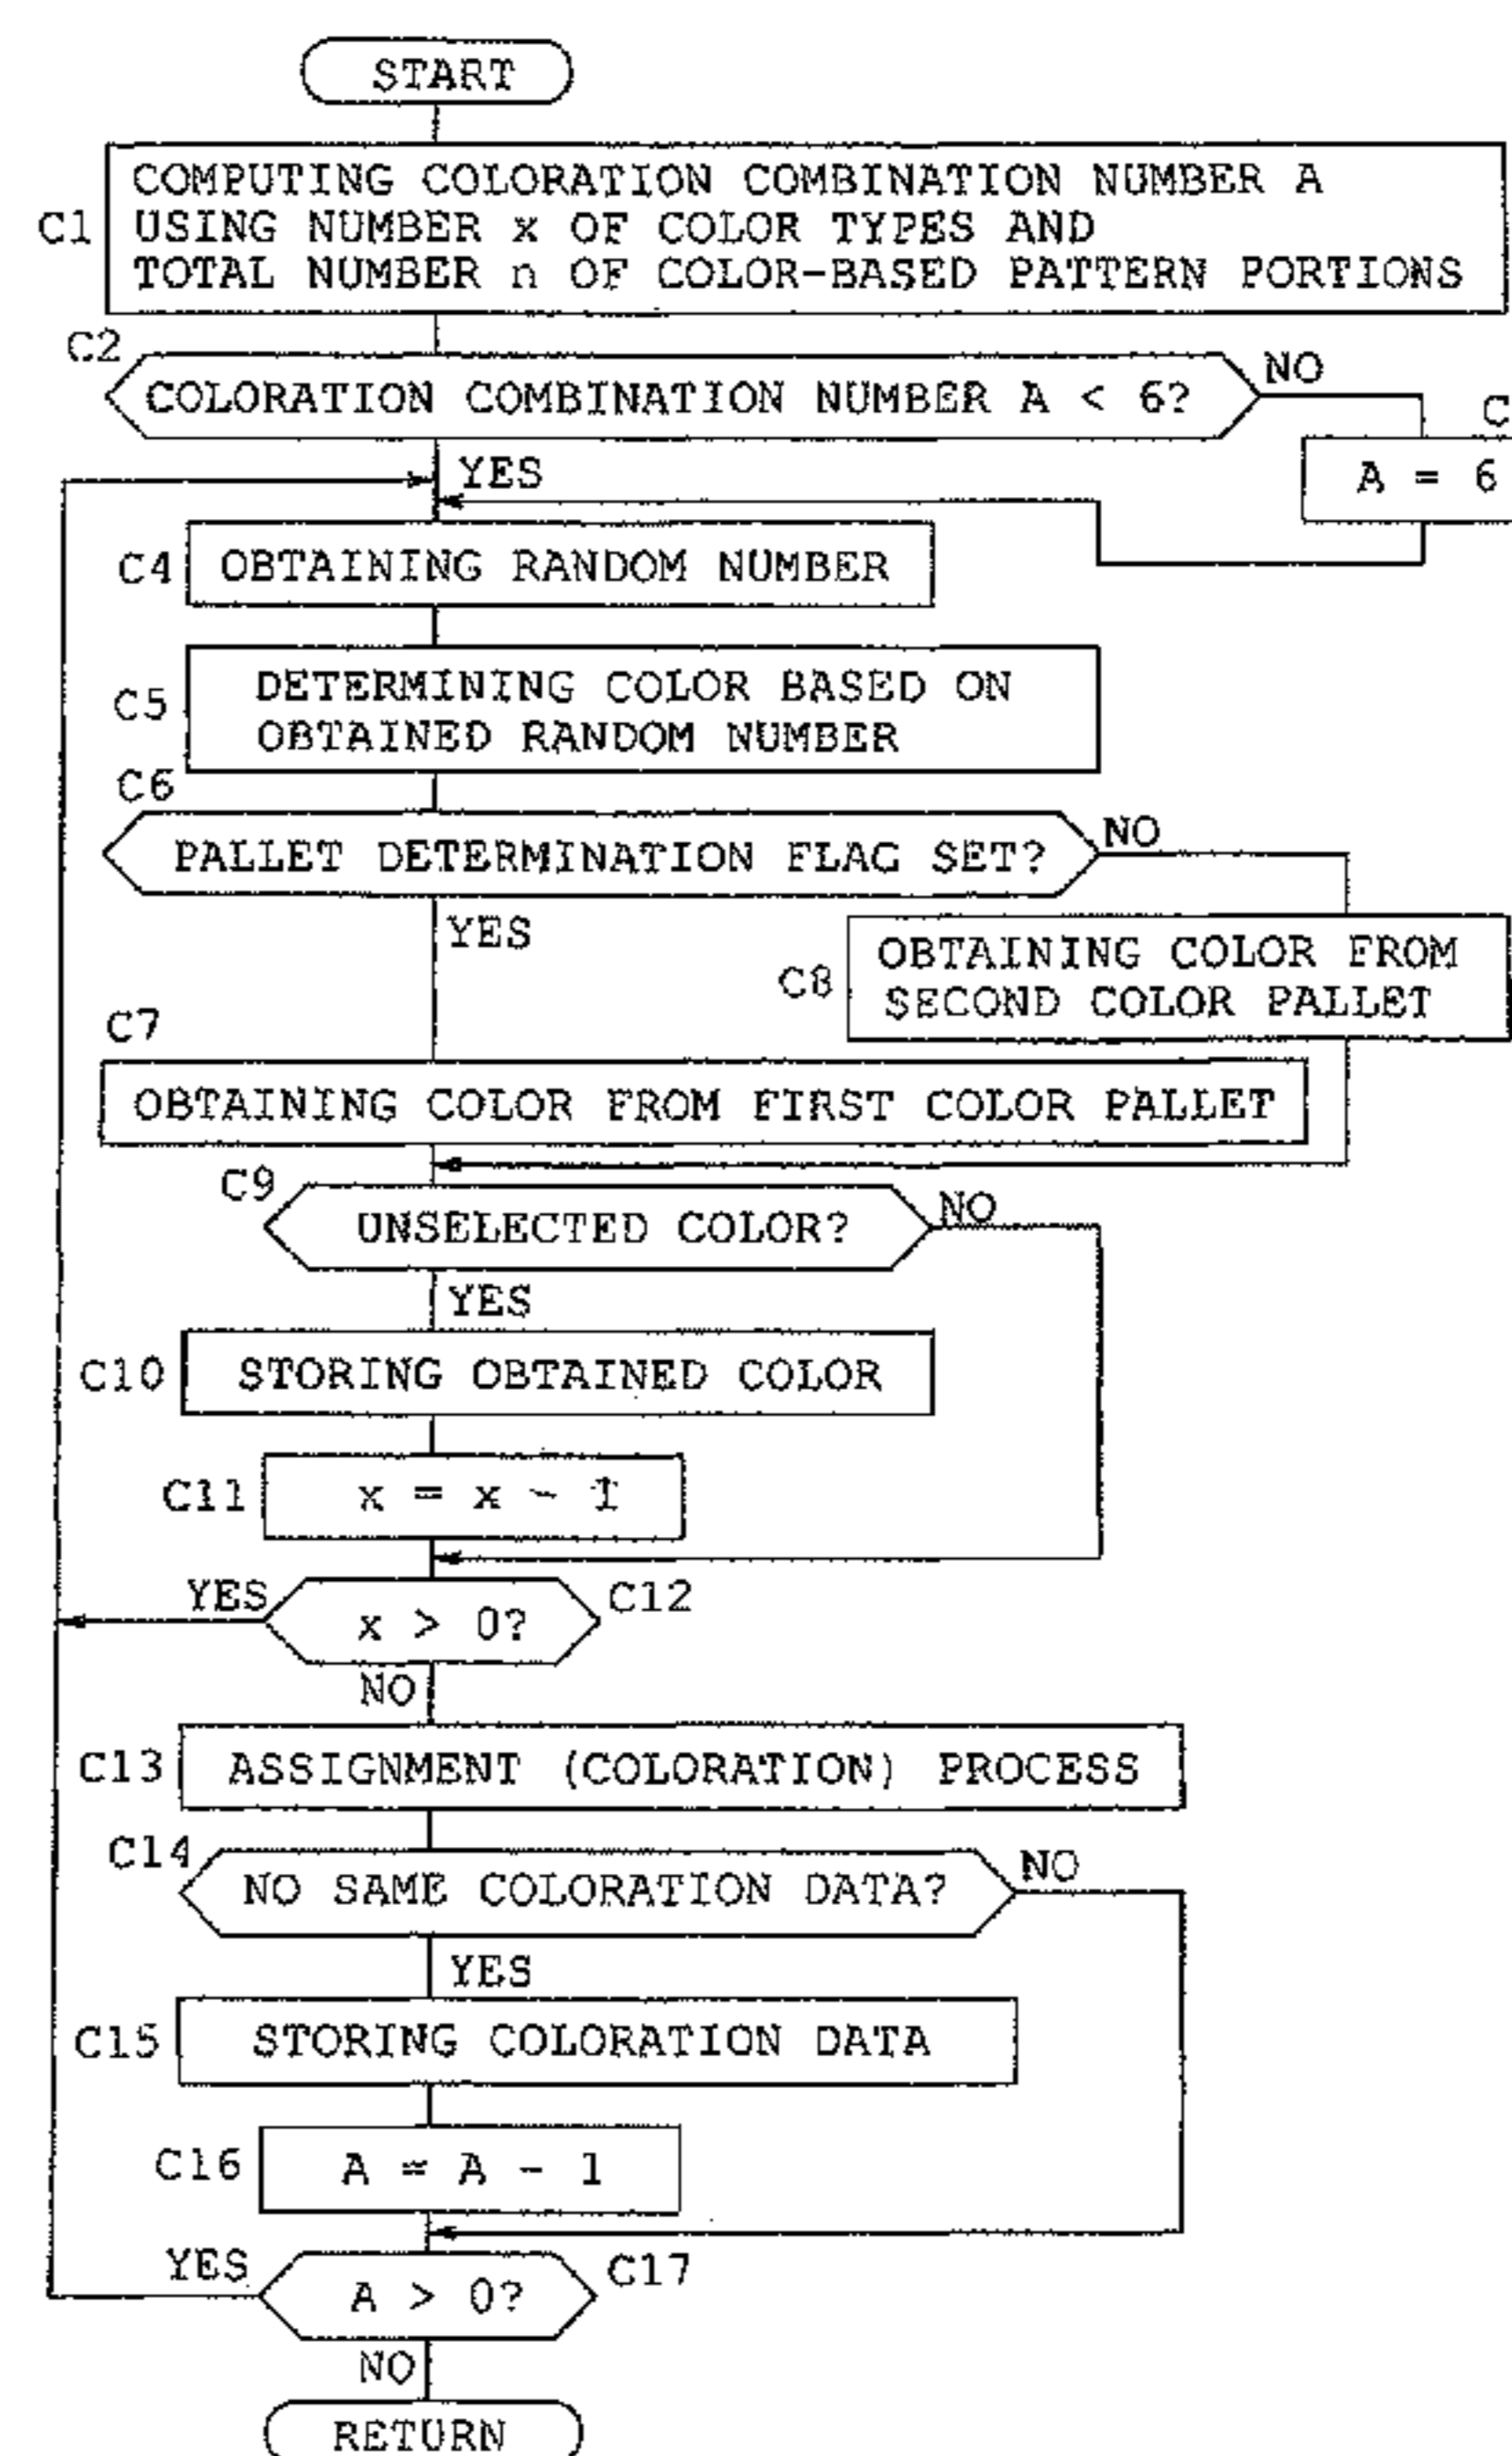 START
COMPUTING COLORATION COMBINATION NUMBER A
C1
USING NUMBER x OF COLOR TYPES AND
TOTAL NUMBER n OF COLOR-BASED PATTERN PORTIONS
C2
COLORATION COMBINATION NUMBER A < 6?
NO
C
A = 6
YES
C4
OBTAINING RANDOM NUMBER
C5
DETERMINING COLOR BASED ON
OBTAINED RANDOM NUMBER
C6
PALLET DETERMINATION FLAG SET?
NO
YES
C8
OBTAINING COLOR FROM
SECOND COLOR PALLET
C7
OBTAINING COLOR FROM FIRST COLOR PALLET
C9
UNSELECTED COLOR?
NO
YES
C10
STORING OBTAINED COLOR
C11
x = x - 1
YES
x > 0?
C12
NO
C13
ASSIGNMENT (COLORATION) PROCESS
C14
NO SAME COLORATION DATA?
NO
YES
C15
STORING COLORATION DATA
C16
A = A - 1
YES
A > 0?
C17
NO
RETURN